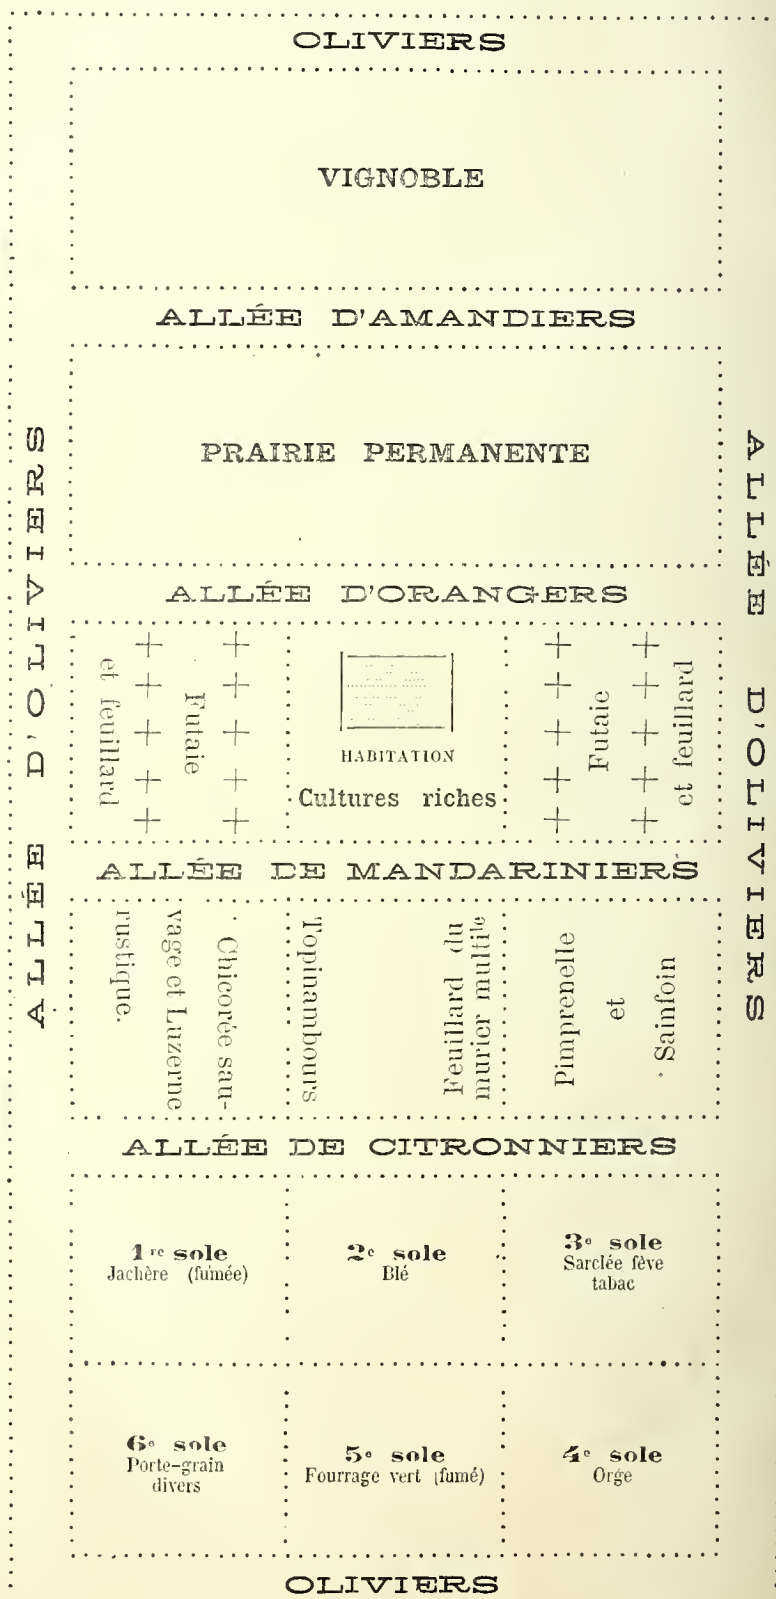 OLIVIERS
VIGNOBLE
ALLÉE D'AMANDIERS
PRAIRIE PERMANENTE
ALLÉE D'OLIVIERS
ALLÉE D'OLIVIERS
ALLÉE D'ORANGERS
Futaie
et feuillard
HABITATION
Cultures riches
Futaie
et feuillard
ALLÉE DE MANDARINIERS
Chicorée sau-
vage et Luzerne
rustique.
Topinambours
Feuillard du
murier multile
Pimprenelle
et
Sainfoin
ALLÉE DE CITRONNIERS
1re sole
Jachère (fumée)
2e sole
Blé
3e sole
Sarclée fève
tabac
6e sole
Porte-grain
divers
5e sole
Fourrage vert (fumé)
4e sole
Orge
OLIVIERS